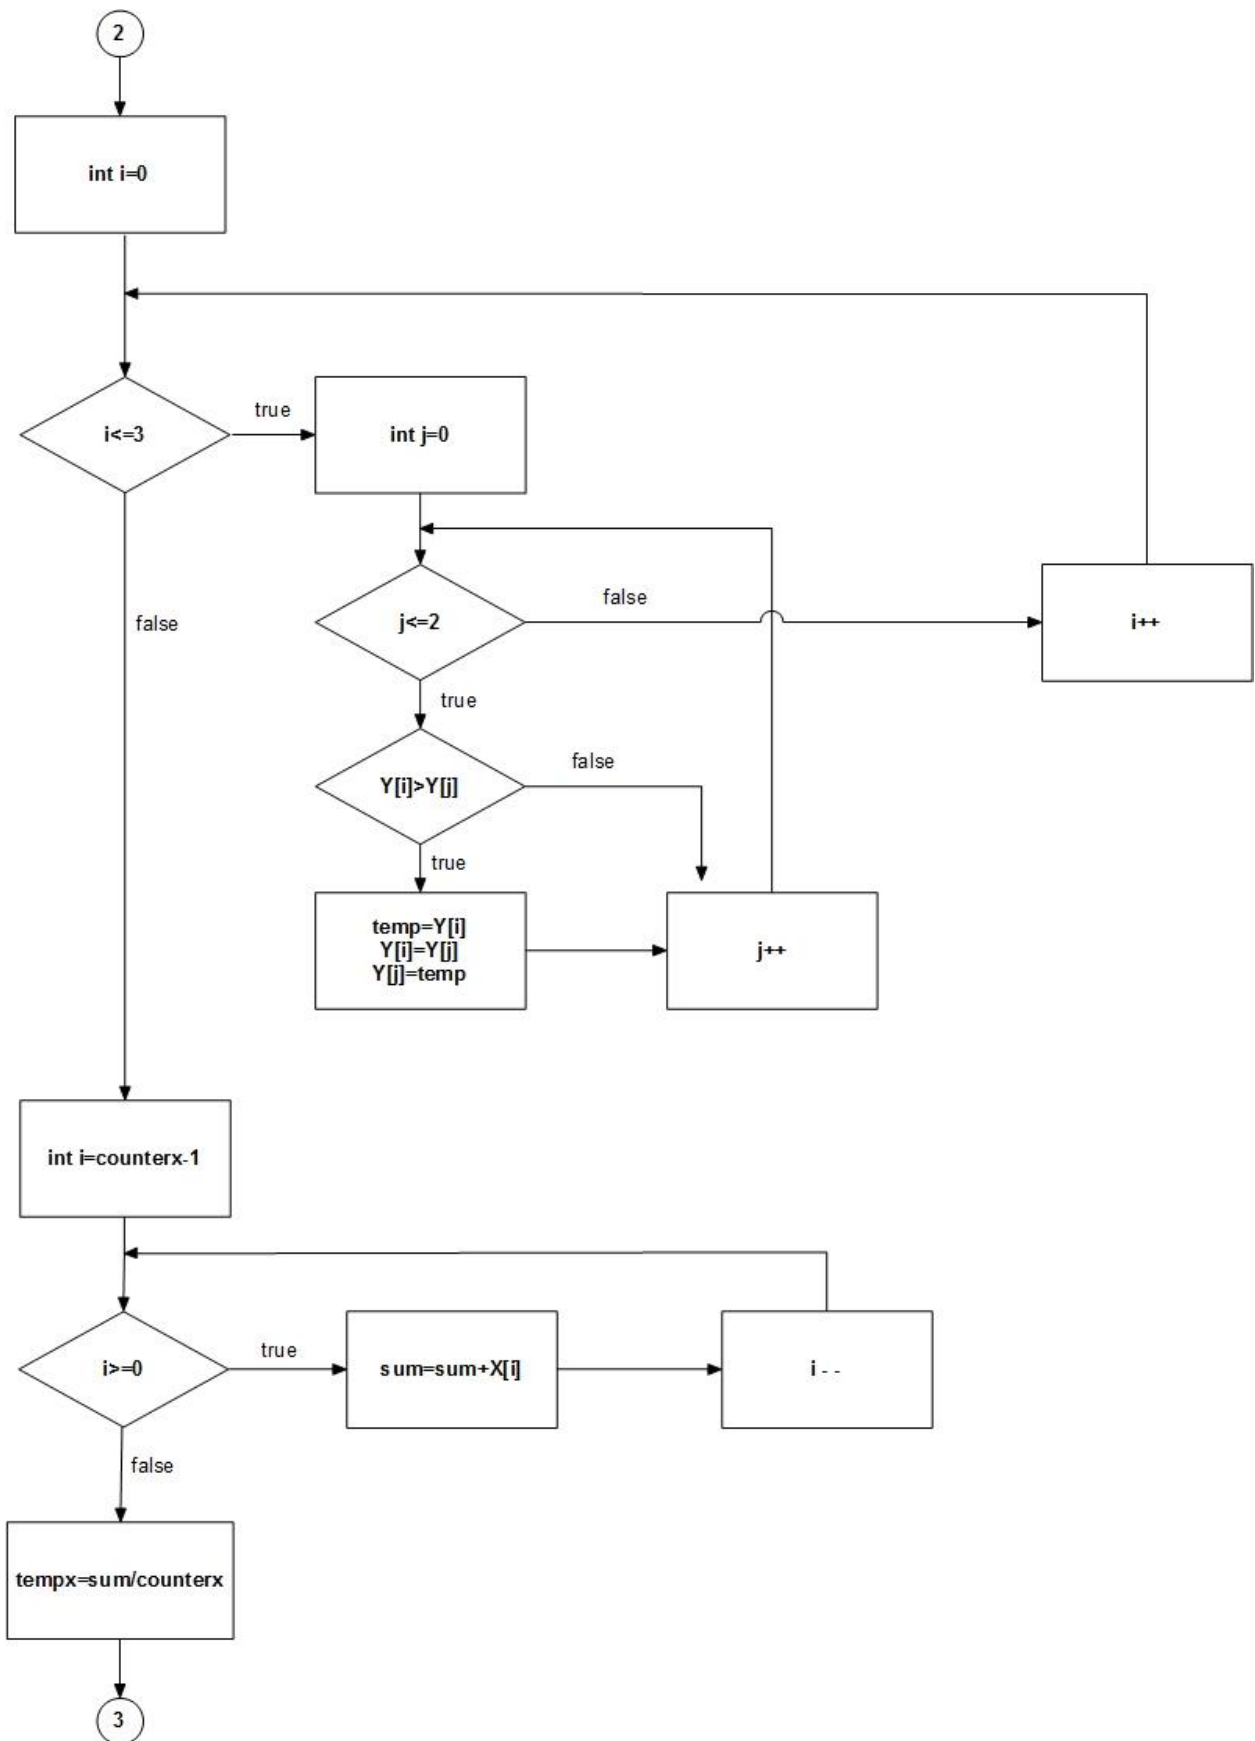 2
int i=0
i<=3
true
int j=0
false
j<=2
false
i++
true
Y[i]>Y[j]
false
true
temp=Y[i]
Y[i]=Y[j]
Y[j]=temp
j++
int i=counterx-1
i>=0
true
sum=sum+X[i]
i - -
false
tempx=sum/counterx
3